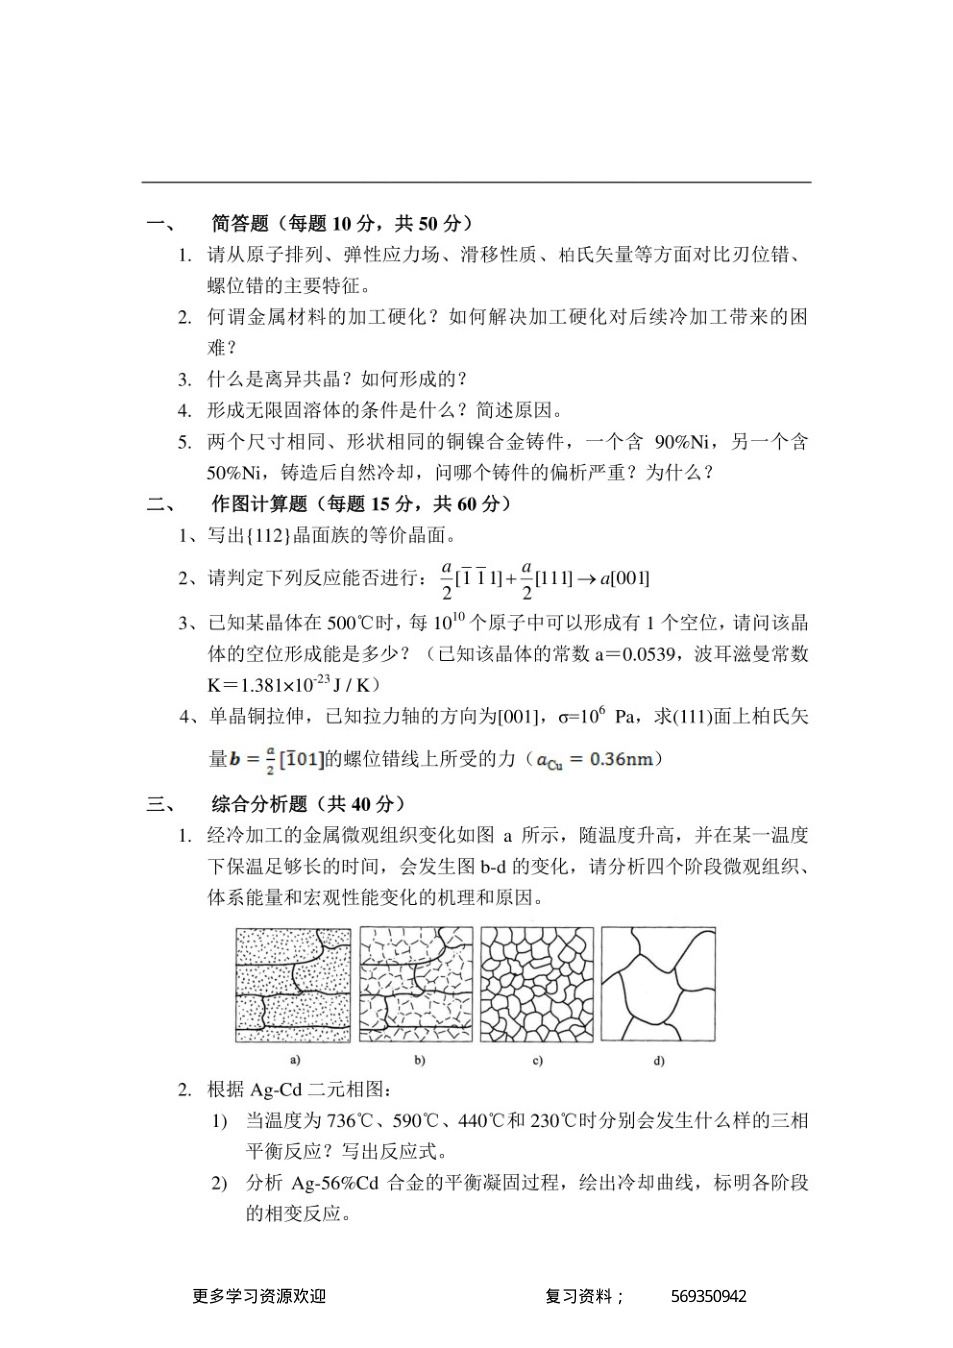 一、 简答题（每题 10 分，共 50 分）
1. 请从原子排列、弹性应力场、滑移性质、柏氏矢量等方面对比刃位错、
螺位错的主要特征。
2. 何谓金属材料的加工硬化？如何解决加工硬化对后续冷加工带来的困
难？
3. 什么是离异共晶？如何形成的？
4. 形成无限固溶体的条件是什么？简述原因。
5. 两个尺寸相同、形状相同的铜镍合金铸件，一个含 90%Ni，另一个含
50%Ni，铸造后自然冷却，问哪个铸件的偏析严重？为什么？
二、 作图计算题（每题 15 分，共 60 分）
1、写出{112}晶面族的等价晶面。
2、请判定下列反应能否进行：a/2[1̄ 1̄ 1]+a/2[111]→a[001]
3、已知某晶体在 500℃时，每 10¹⁰ 个原子中可以形成有 1 个空位，请问该晶
体的空位形成能是多少？（已知该晶体的常数 a＝0.0539，波耳滋曼常数
K＝1.381×10⁻²³ J / K）
4、单晶铜拉伸，已知拉力轴的方向为[001]，σ=10⁶ Pa，求(111)面上柏氏矢
量b = a/2 [1̄01]的螺位错线上所受的力（aCu = 0.36nm）
三、 综合分析题（共 40 分）
1. 经冷加工的金属微观组织变化如图 a 所示，随温度升高，并在某一温度
下保温足够长的时间，会发生图 b-d 的变化，请分析四个阶段微观组织、
体系能量和宏观性能变化的机理和原因。
a) b) c) d)
2. 根据 Ag-Cd 二元相图：
1) 当温度为 736℃、590℃、440℃和 230℃时分别会发生什么样的三相
平衡反应？写出反应式。
2) 分析 Ag-56%Cd 合金的平衡凝固过程，绘出冷却曲线，标明各阶段
的相变反应。
更多学习资源欢迎 复习资料； 569350942